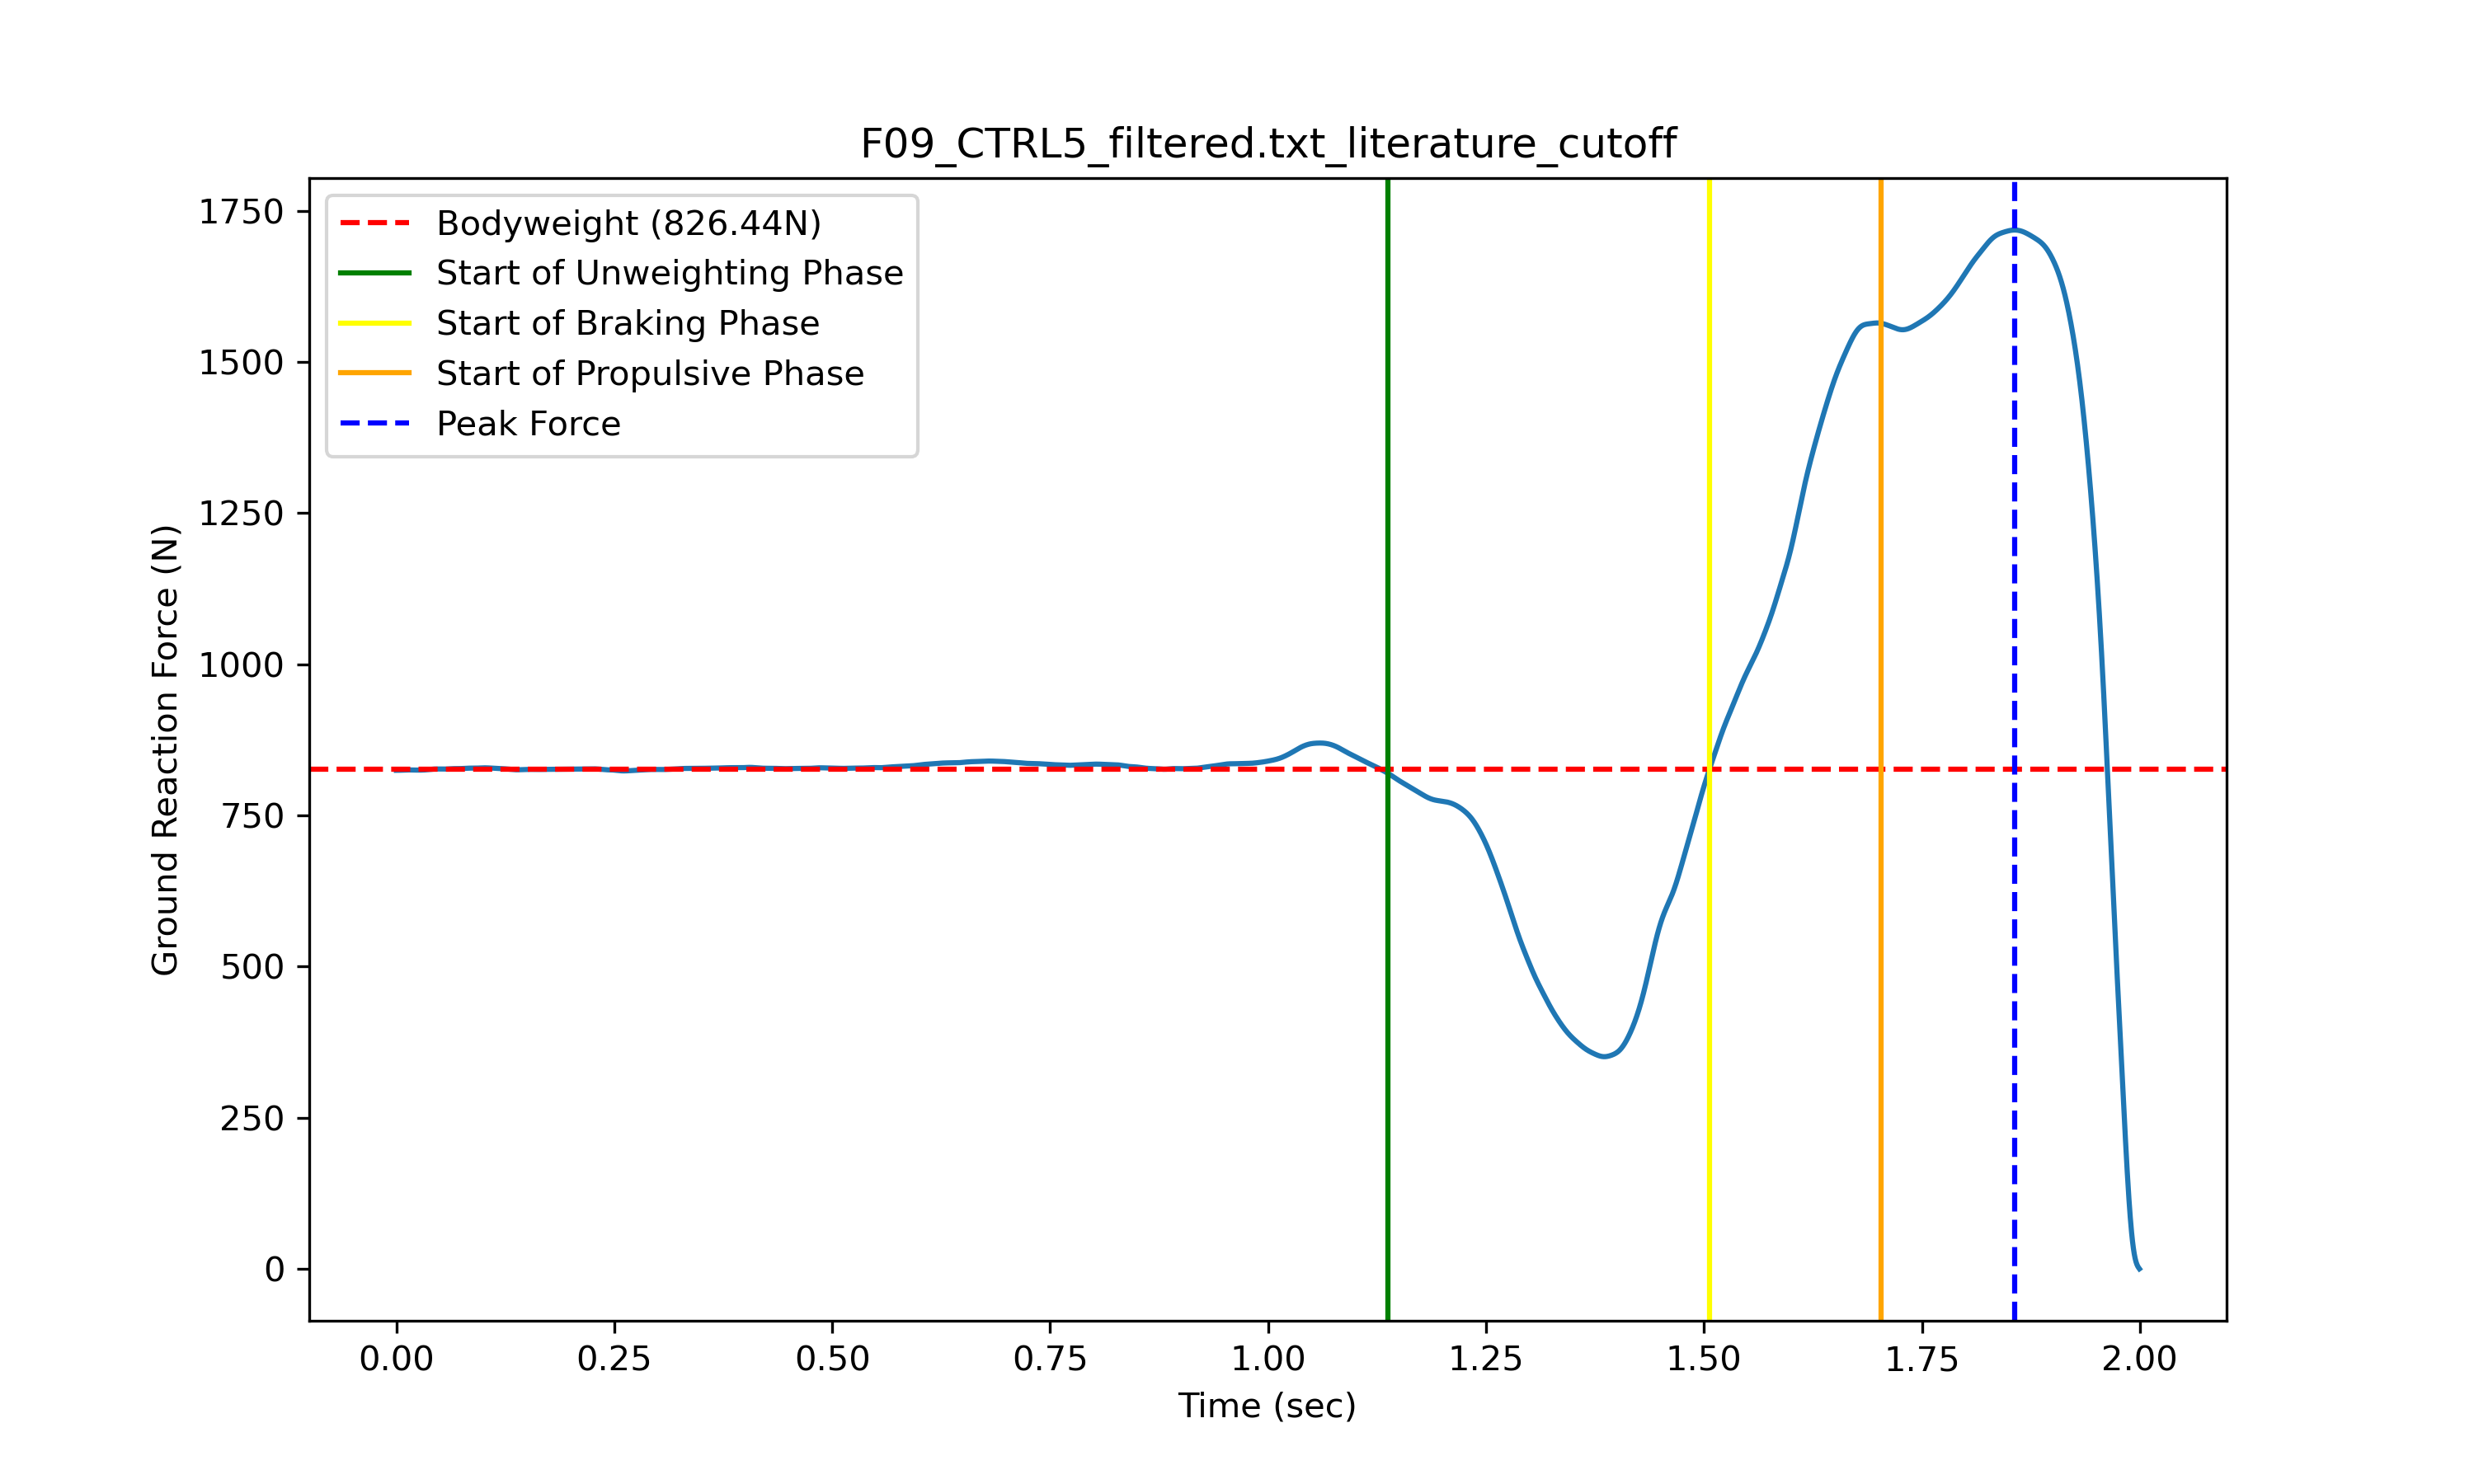 F09_CTRL5_filtered.txt_literature_cutoff
Bodyweight (826.44N)
Start of Unweighting Phase
Start of Braking Phase
Start of Propulsive Phase
Peak Force
Ground Reaction Force (N)
1750
1500
1250
1000
750
500
250
0
0.00 0.25 0.50 0.75 1.00 1.25 1.50 1.75 2.00
Time (sec)